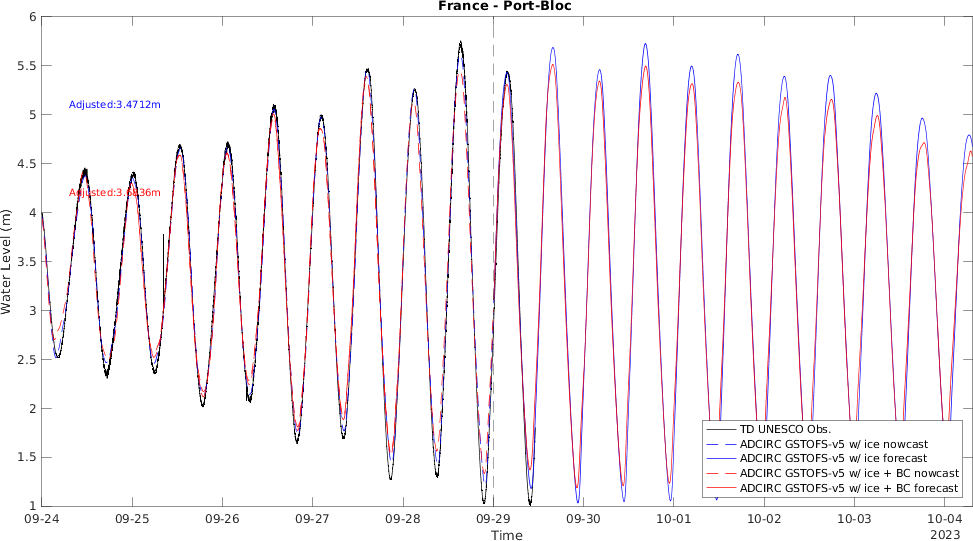 France - Port-Bloc
6
5.5
5
4.5
4
3.5
3
2.5
2
1.5
1
Water Level (m)
Adjusted:3.4712m
TD UNESCO Obs.
ADCIRC GSTOFS-v5 w/ ice nowcast
ADCIRC GSTOFS-v5 w/ ice forecast
ADCIRC GSTOFS-v5 w/ ice + BC nowcast
ADCIRC GSTOFS-v5 w/ ice + BC forecast
09-24 09-25 09-26 09-27 09-28 09-29 09-30 10-01 10-02 10-03 10-04
Time
2023